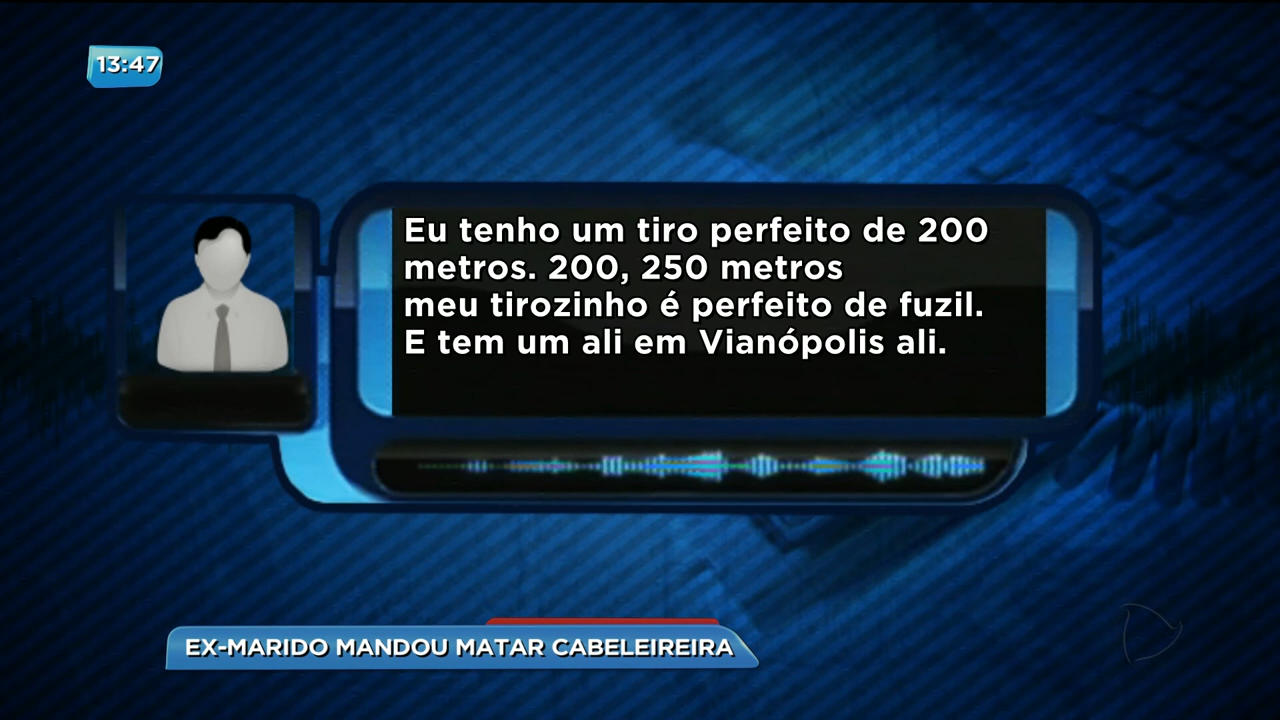 13:47
Eu tenho um tiro perfeito de 200
metros. 200, 250 metros
meu tirozinho é perfeito de fuzil.
E tem um ali em Vianópolis ali.
EX-MARIDO MANDOU MATAR CABELEIREIRA